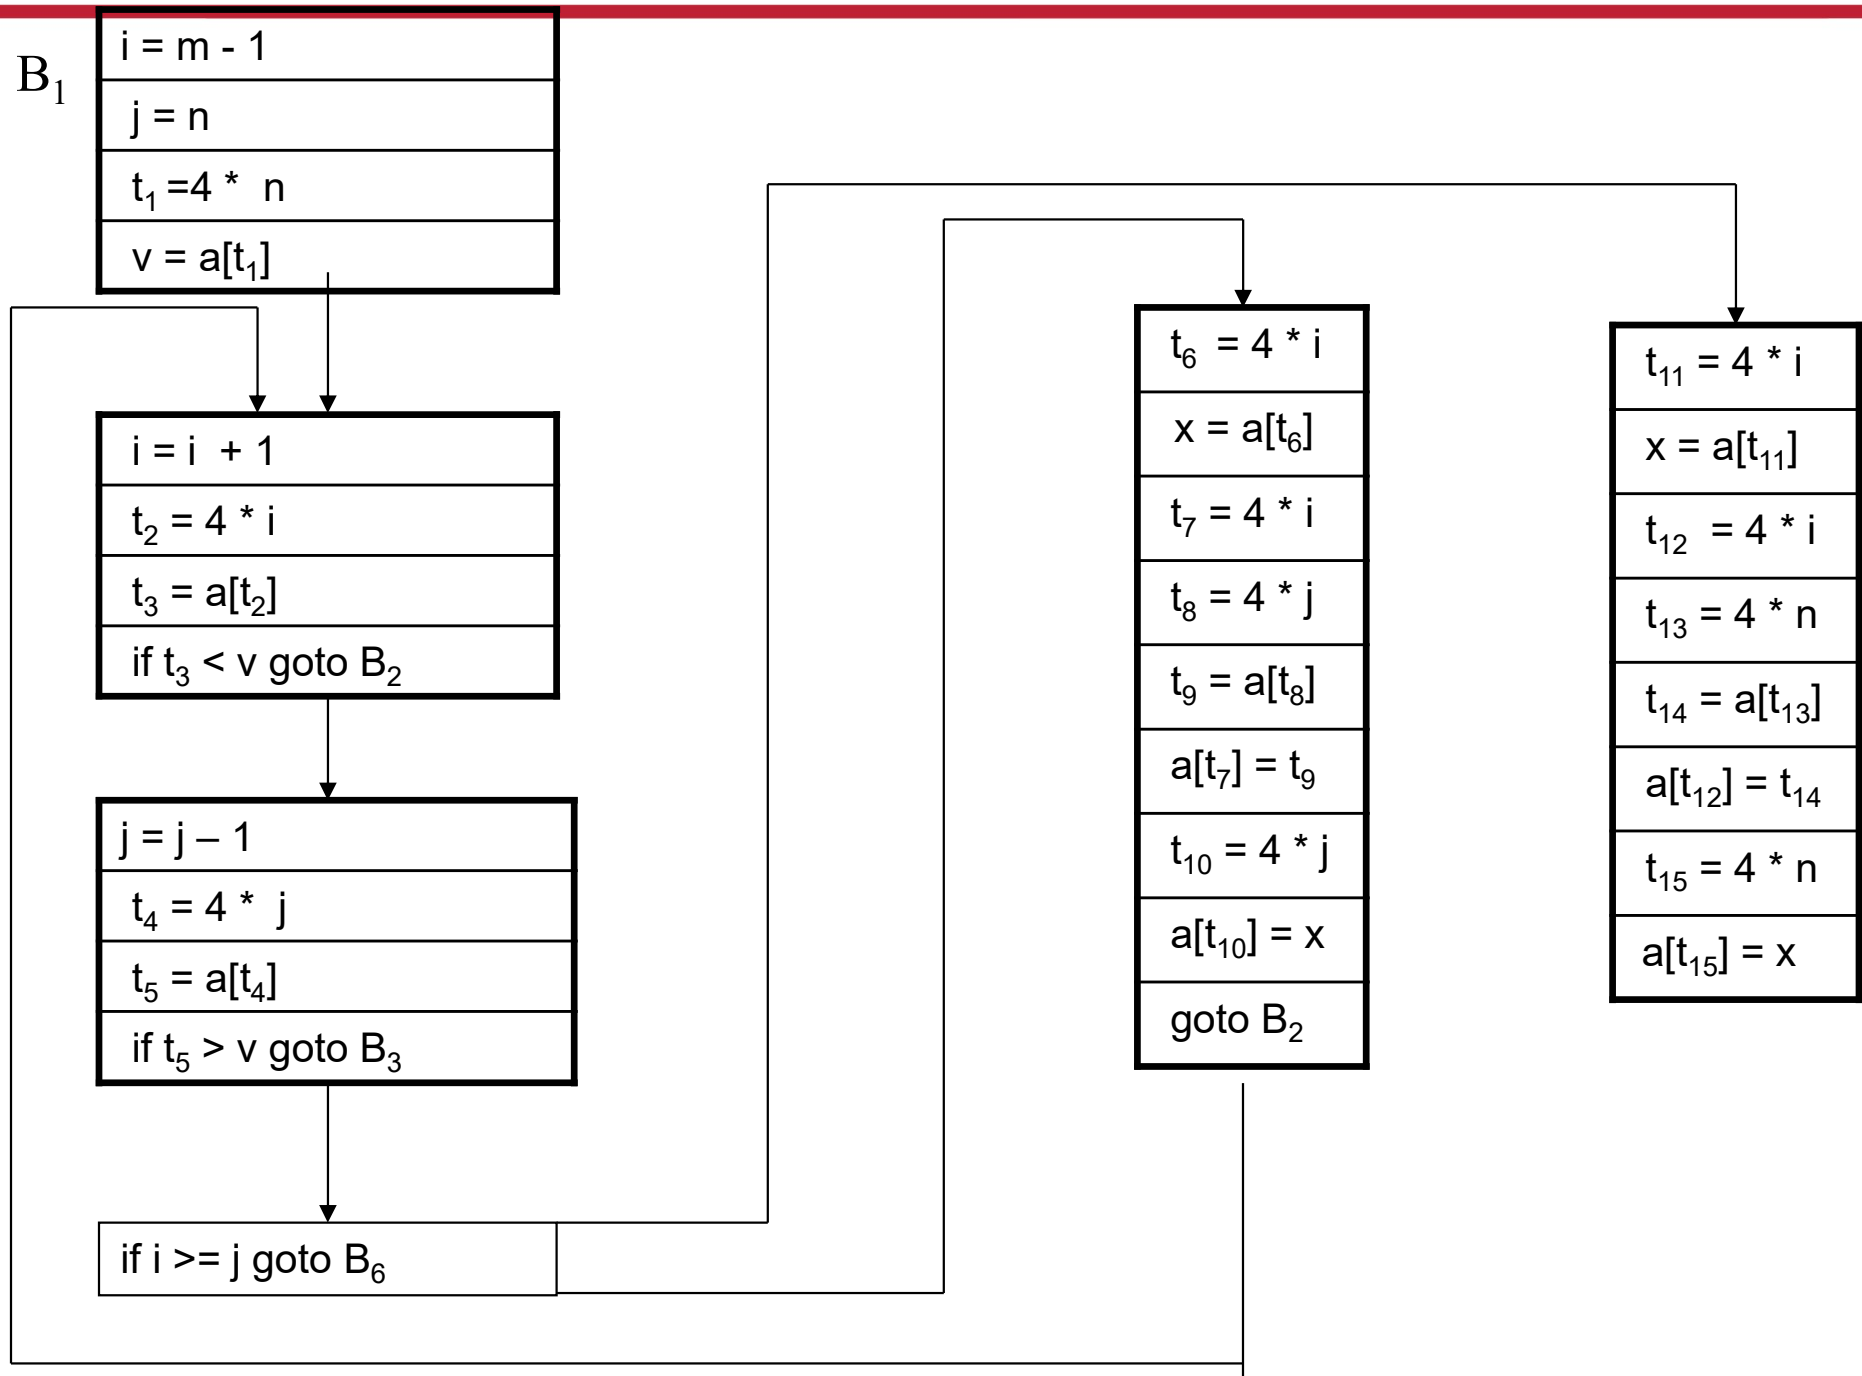 B₁
i = m - 1
j = n
t₁ =4 * n
v = a[t₁]
i = i + 1
t₂ = 4 * i
t₃ = a[t₂]
if t₃ < v goto B₂
j = j – 1
t₄ = 4 * j
t₅ = a[t₄]
if t₅ > v goto B₃
if i >= j goto B₆
t₆ = 4 * i
x = a[t₆]
t₇ = 4 * i
t₈ = 4 * j
t₉ = a[t₈]
a[t₇] = t₉
t₁₀ = 4 * j
a[t₁₀] = x
goto B₂
t₁₁ = 4 * i
x = a[t₁₁]
t₁₂ = 4 * i
t₁₃ = 4 * n
t₁₄ = a[t₁₃]
a[t₁₂] = t₁₄
t₁₅ = 4 * n
a[t₁₅] = x